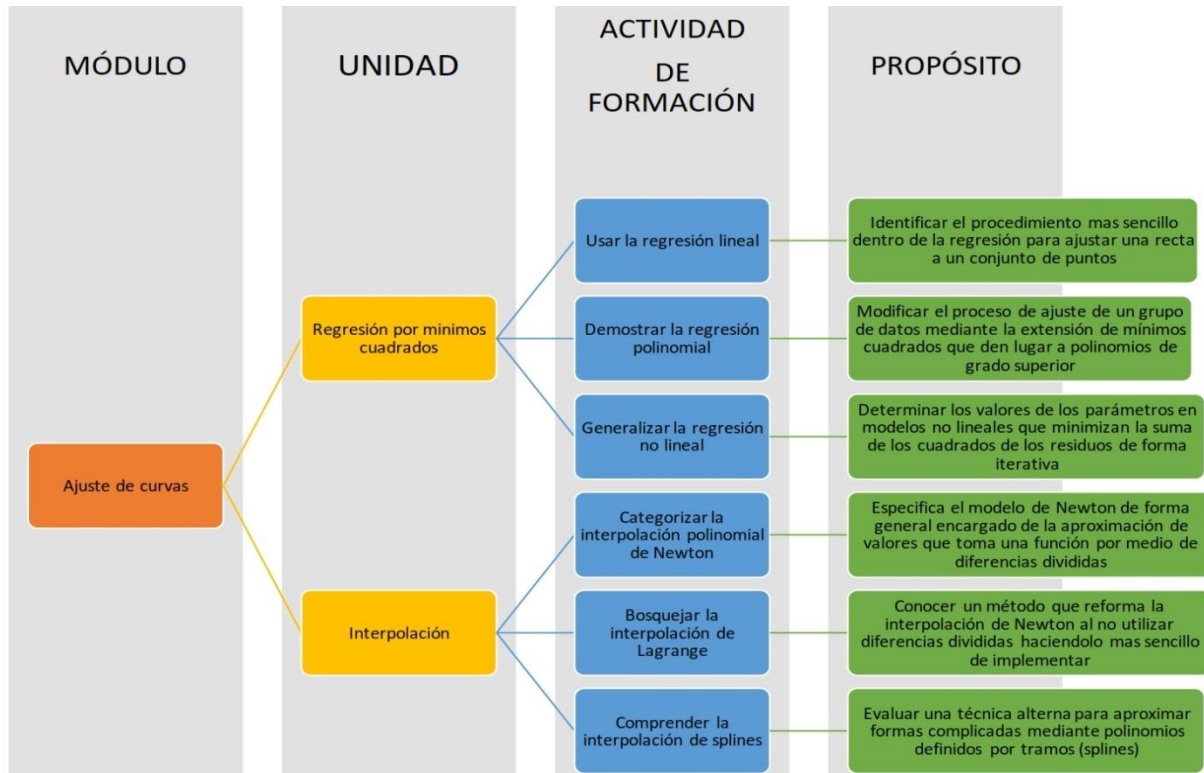 MÓDULO
UNIDAD
ACTIVIDAD
DE
FORMACIÓN
PROPÓSITO
Ajuste de curvas
Regresión por minimos
cuadrados
Usar la regresión lineal
Identificar el procedimiento mas sencillo
dentro de la regresión para ajustar una recta
a un conjunto de puntos
Demostrar la regresión
polinomial
Modificar el proceso de ajuste de un grupo
de datos mediante la extensión de mínimos
cuadrados que den lugar a polinomios de
grado superior
Generalizar la regresión
no lineal
Determinar los valores de los parámetros en
modelos no lineales que minimizan la suma
de los cuadrados de los residuos de forma
iterativa
Interpolación
Categorizar la
interpolación polinomial
de Newton
Especifica el modelo de Newton de forma
general encargado de la aproximación de
valores que toma una función por medio de
diferencias divididas
Bosquejar la
interpolación de
Lagrange
Conocer un método que reforma la
interpolación de Newton al no utilizar
diferencias divididas haciendolo mas sencillo
de implementar
Comprender la
interpolación de splines
Evaluar una técnica alterna para aproximar
formas complicadas mediante polinomios
definidos por tramos (splines)